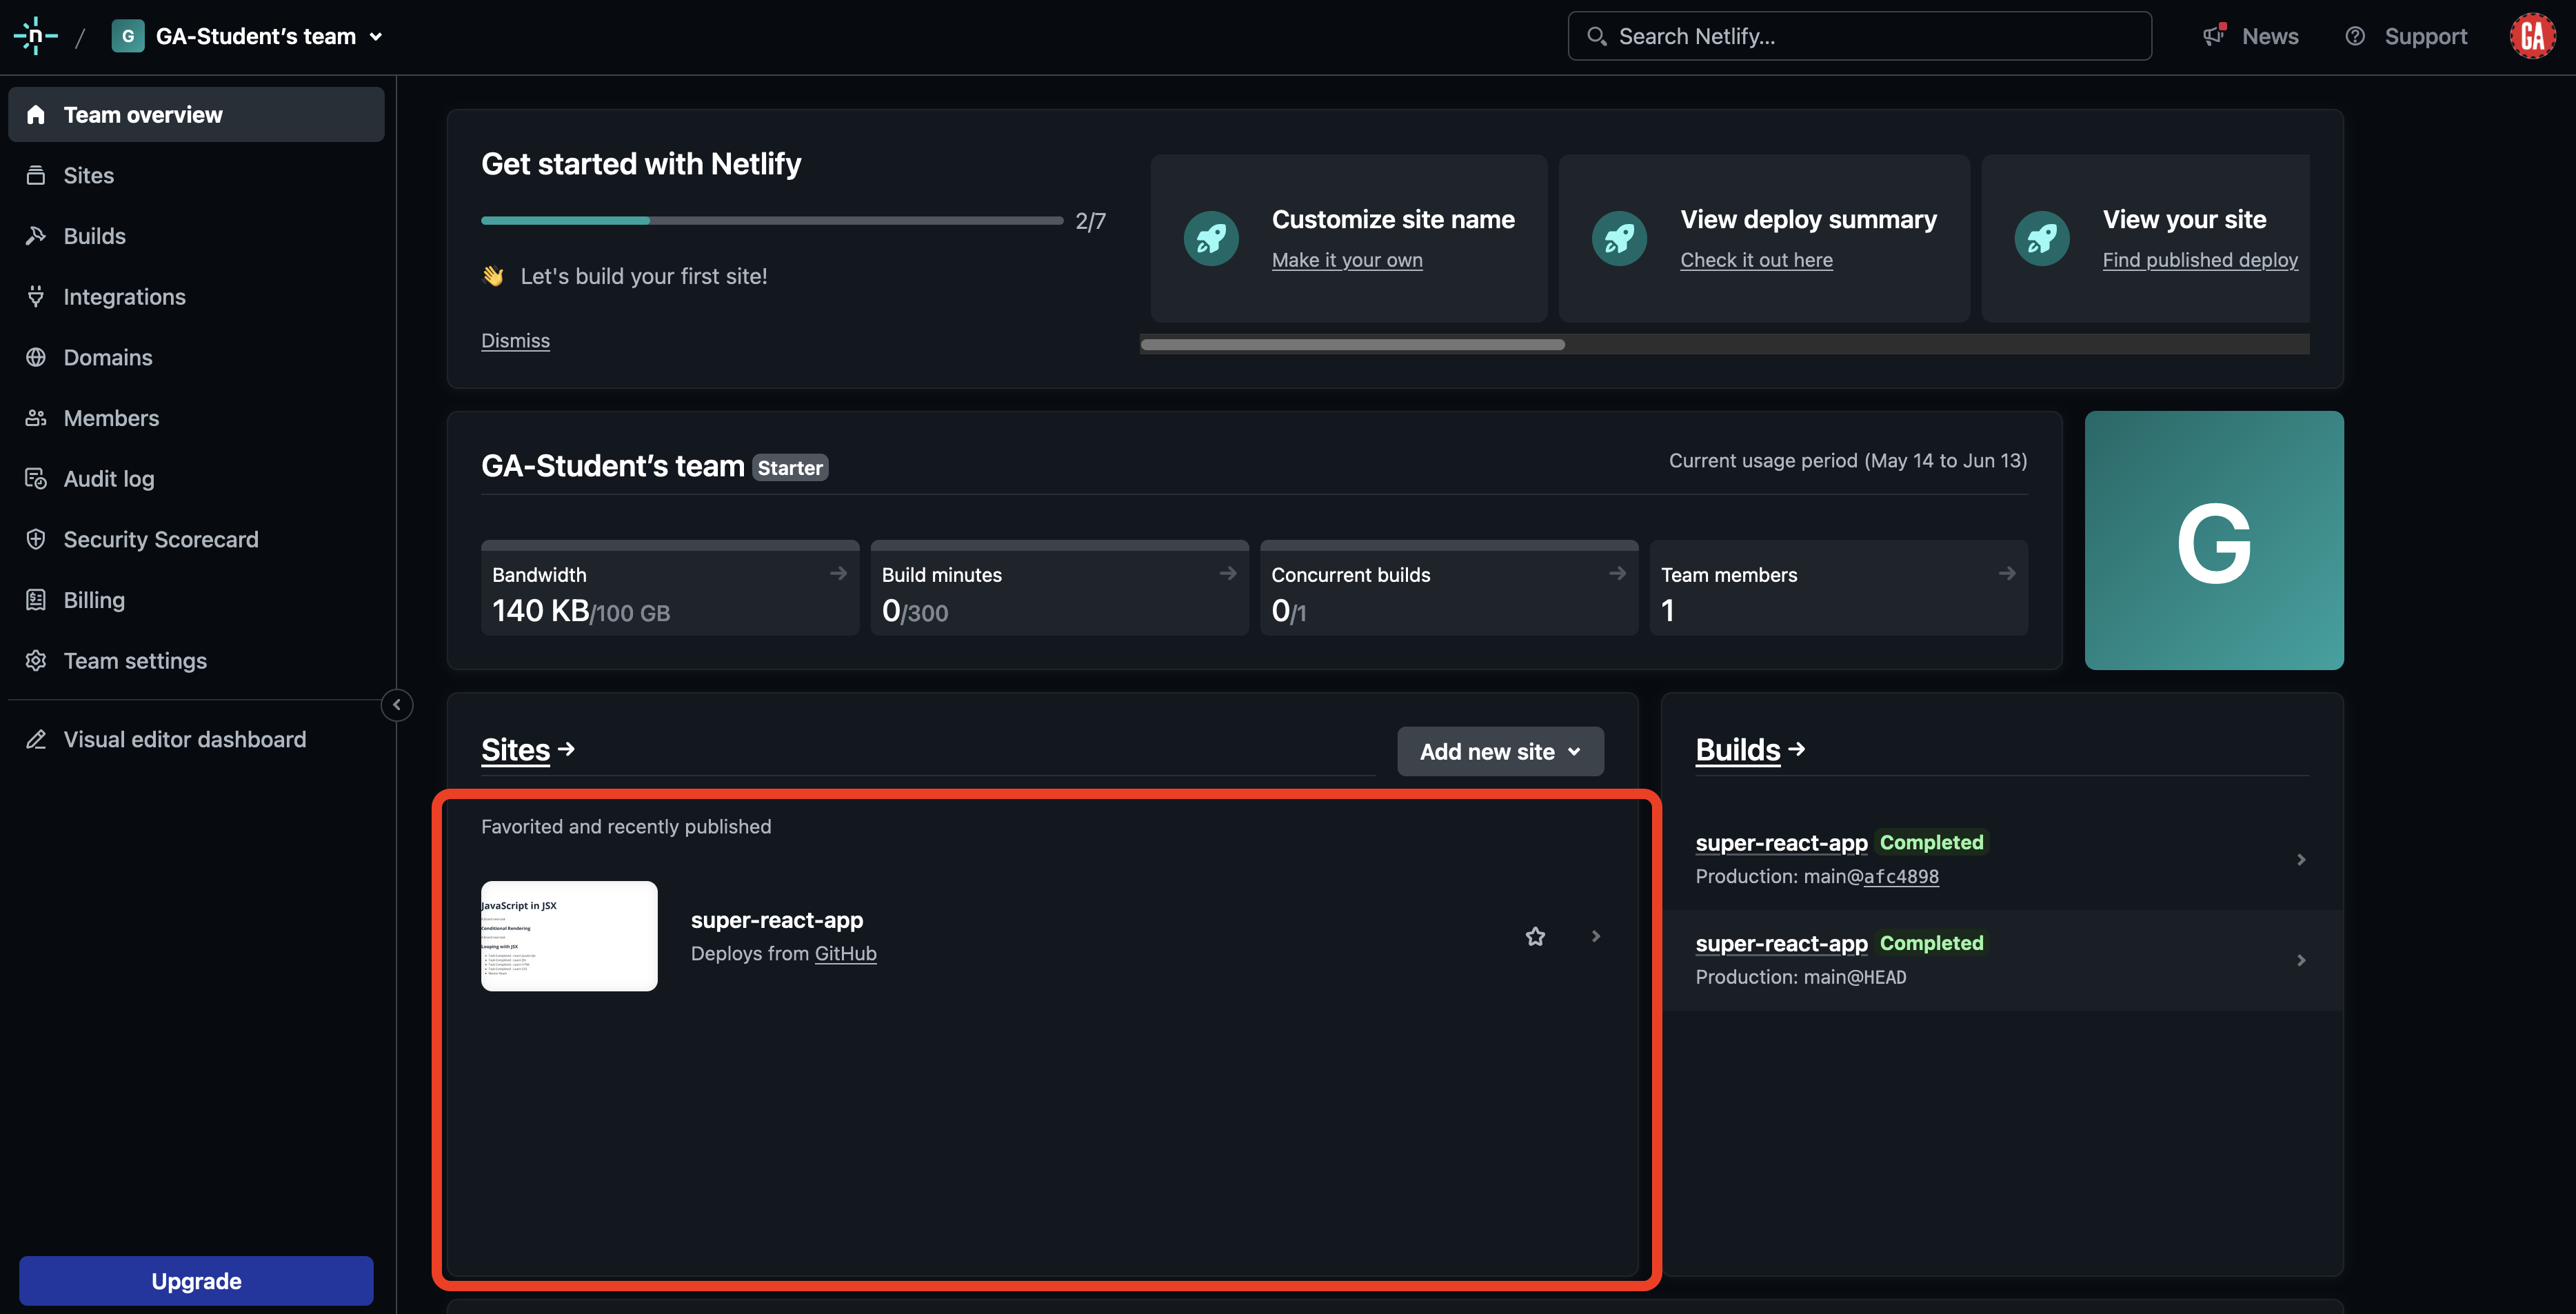 n / G GA-Student's team
Search Netlify...
News
Support
GA
Team overview
Sites
Builds
Integrations
Domains
Members
Audit log
Security Scorecard
Billing
Team settings
Visual editor dashboard
Upgrade
Get started with Netlify
2/7
👋 Let's build your first site!
Dismiss
Customize site name
Make it your own
View deploy summary
Check it out here
View your site
Find published deploy
GA-Student's team Starter
Current usage period (May 14 to Jun 13)
Bandwidth
140 KB/100 GB
Build minutes
0/300
Concurrent builds
0/1
Team members
1
G
Sites →
Add new site
Favorited and recently published
JavaScript in JSX
Conditional Rendering
Looping with JSX
super-react-app
Deploys from GitHub
Builds →
super-react-app Completed
Production: main@afc4898
super-react-app Completed
Production: main@HEAD